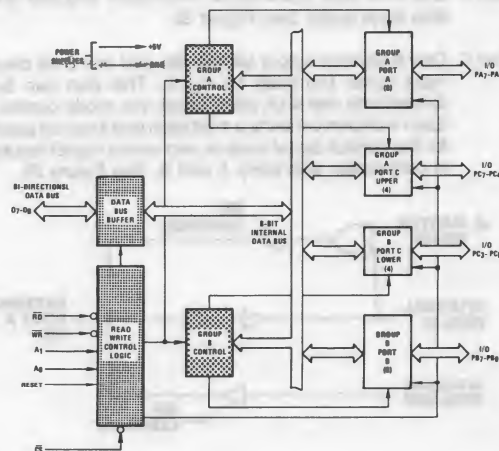 POWER
SUPPLIES
+5V
GND
GROUP
A
CONTROL
GROUP
A
PORT
A
(8)
I/O
PA7-PA
GROUP
A
PORT C
UPPER
(4)
I/O
PC7-PC4
BI-DIRECTIONAL
DATA BUS
D7-D0
DATA
BUS
BUFFER
8-BIT
INTERNAL
DATA BUS
GROUP
B
PORT C
LOWER
(4)
I/O
PC3-PC0
RD
WR
A1
A0
RESET
CS
READ
WRITE
CONTROL
LOGIC
GROUP
B
CONTROL
GROUP
B
PORT
B
(8)
I/O
PB7-PB0